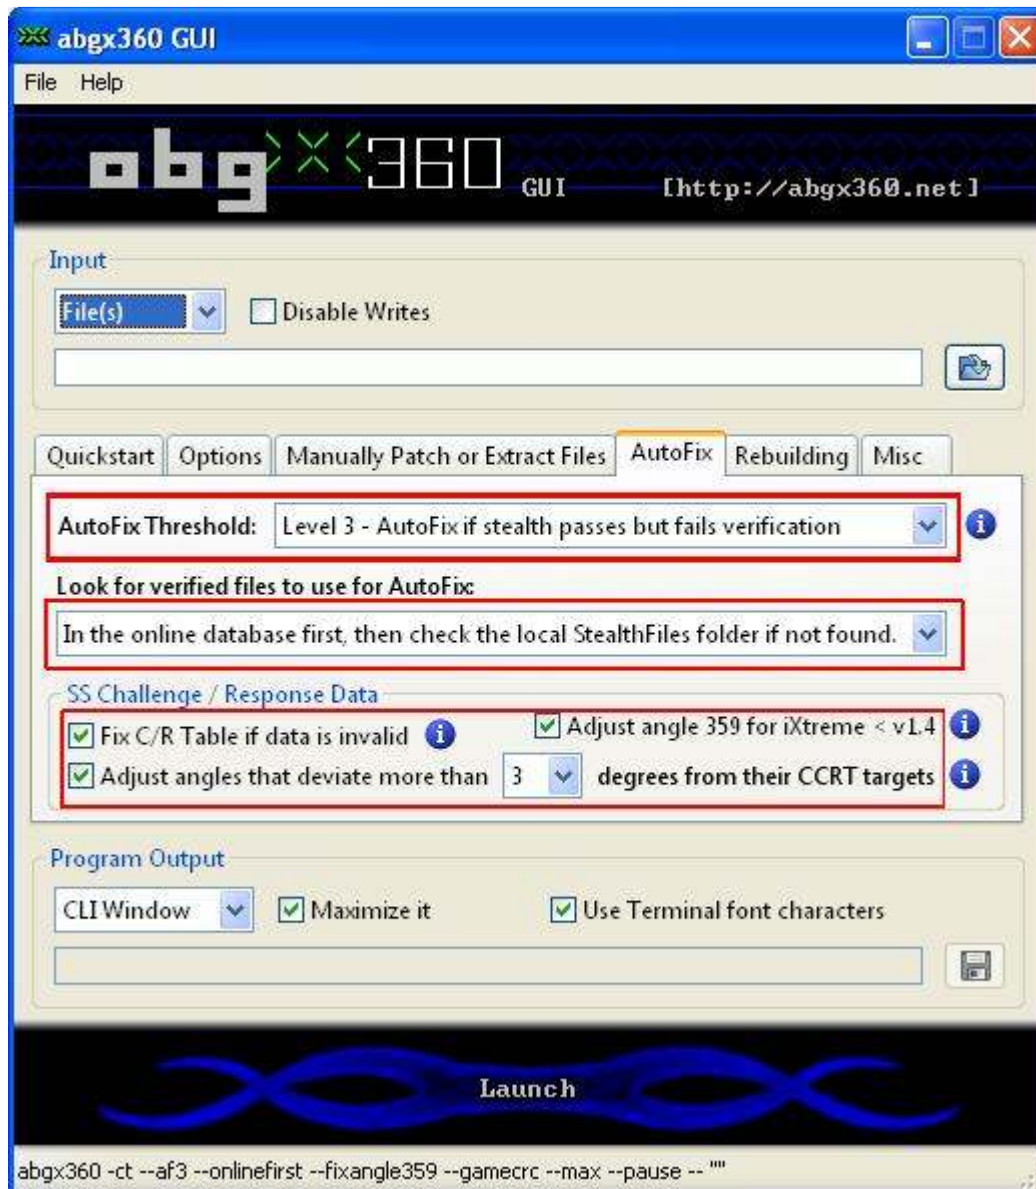 abgx360 GUI
File Help
abgx360 GUI [http://abgx360.net]
Input
File(s) Disable Writes
Quickstart Options Manually Patch or Extract Files AutoFix Rebuilding Misc
AutoFix Threshold: Level 3 - AutoFix if stealth passes but fails verification
Look for verified files to use for AutoFix:
In the online database first, then check the local StealthFiles folder if not found.
SS Challenge / Response Data
Fix C/R Table if data is invalid Adjust angle 359 for iXtreme < v1.4
Adjust angles that deviate more than 3 degrees from their CCRT targets
Program Output
CLI Window Maximize it Use Terminal font characters
Launch
abgx360 -ct --af3 --onlinefirst --fixangle359 --gamecrc --max --pause -- ""